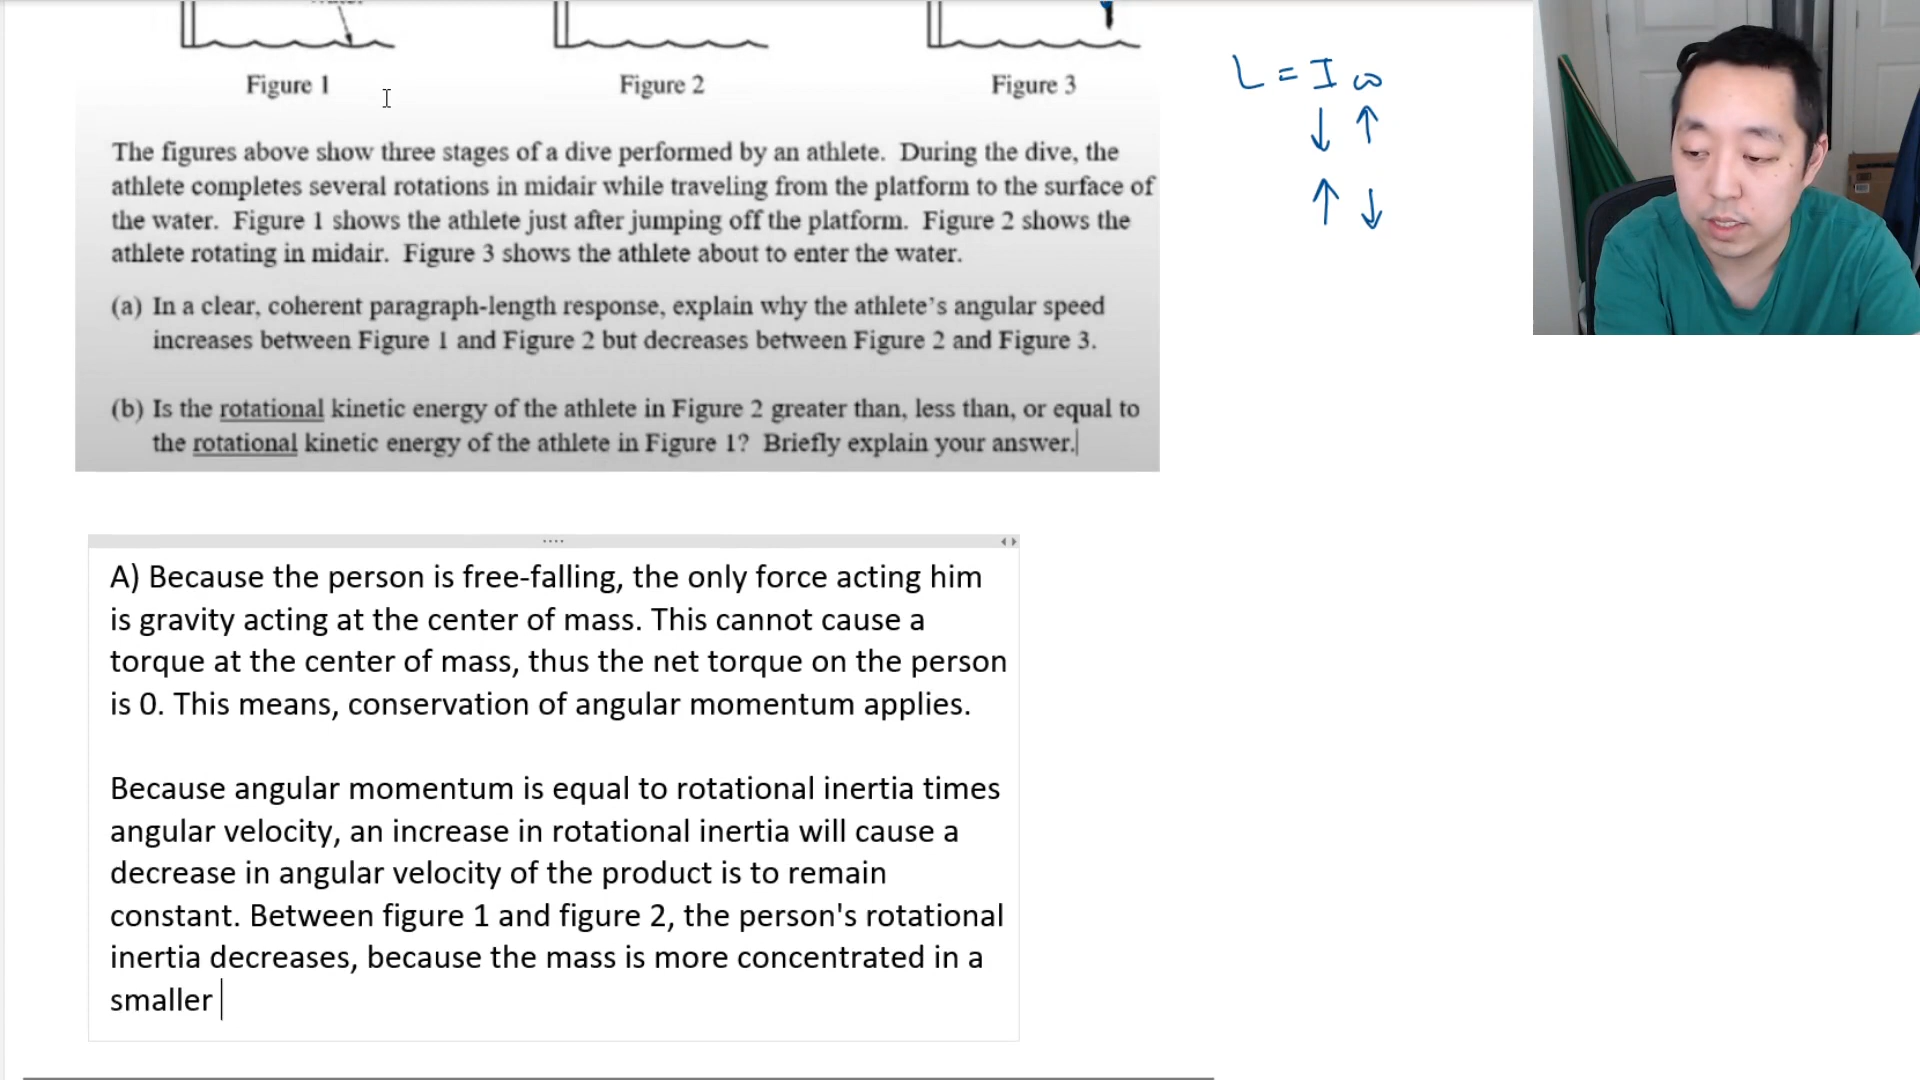 Figure 1
Figure 2
Figure 3
L = I ω
↓ ↑
↑ ↓
The figures above show three stages of a dive performed by an athlete. During the dive, the
athlete completes several rotations in midair while traveling from the platform to the surface of
the water. Figure 1 shows the athlete just after jumping off the platform. Figure 2 shows the
athlete rotating in midair. Figure 3 shows the athlete about to enter the water.
(a) In a clear, coherent paragraph-length response, explain why the athlete's angular speed
increases between Figure 1 and Figure 2 but decreases between Figure 2 and Figure 3.
(b) Is the rotational kinetic energy of the athlete in Figure 2 greater than, less than, or equal to
the rotational kinetic energy of the athlete in Figure 1? Briefly explain your answer.
A) Because the person is free-falling, the only force acting him
is gravity acting at the center of mass. This cannot cause a
torque at the center of mass, thus the net torque on the person
is 0. This means, conservation of angular momentum applies.
Because angular momentum is equal to rotational inertia times
angular velocity, an increase in rotational inertia will cause a
decrease in angular velocity of the product is to remain
constant. Between figure 1 and figure 2, the person's rotational
inertia decreases, because the mass is more concentrated in a
smaller